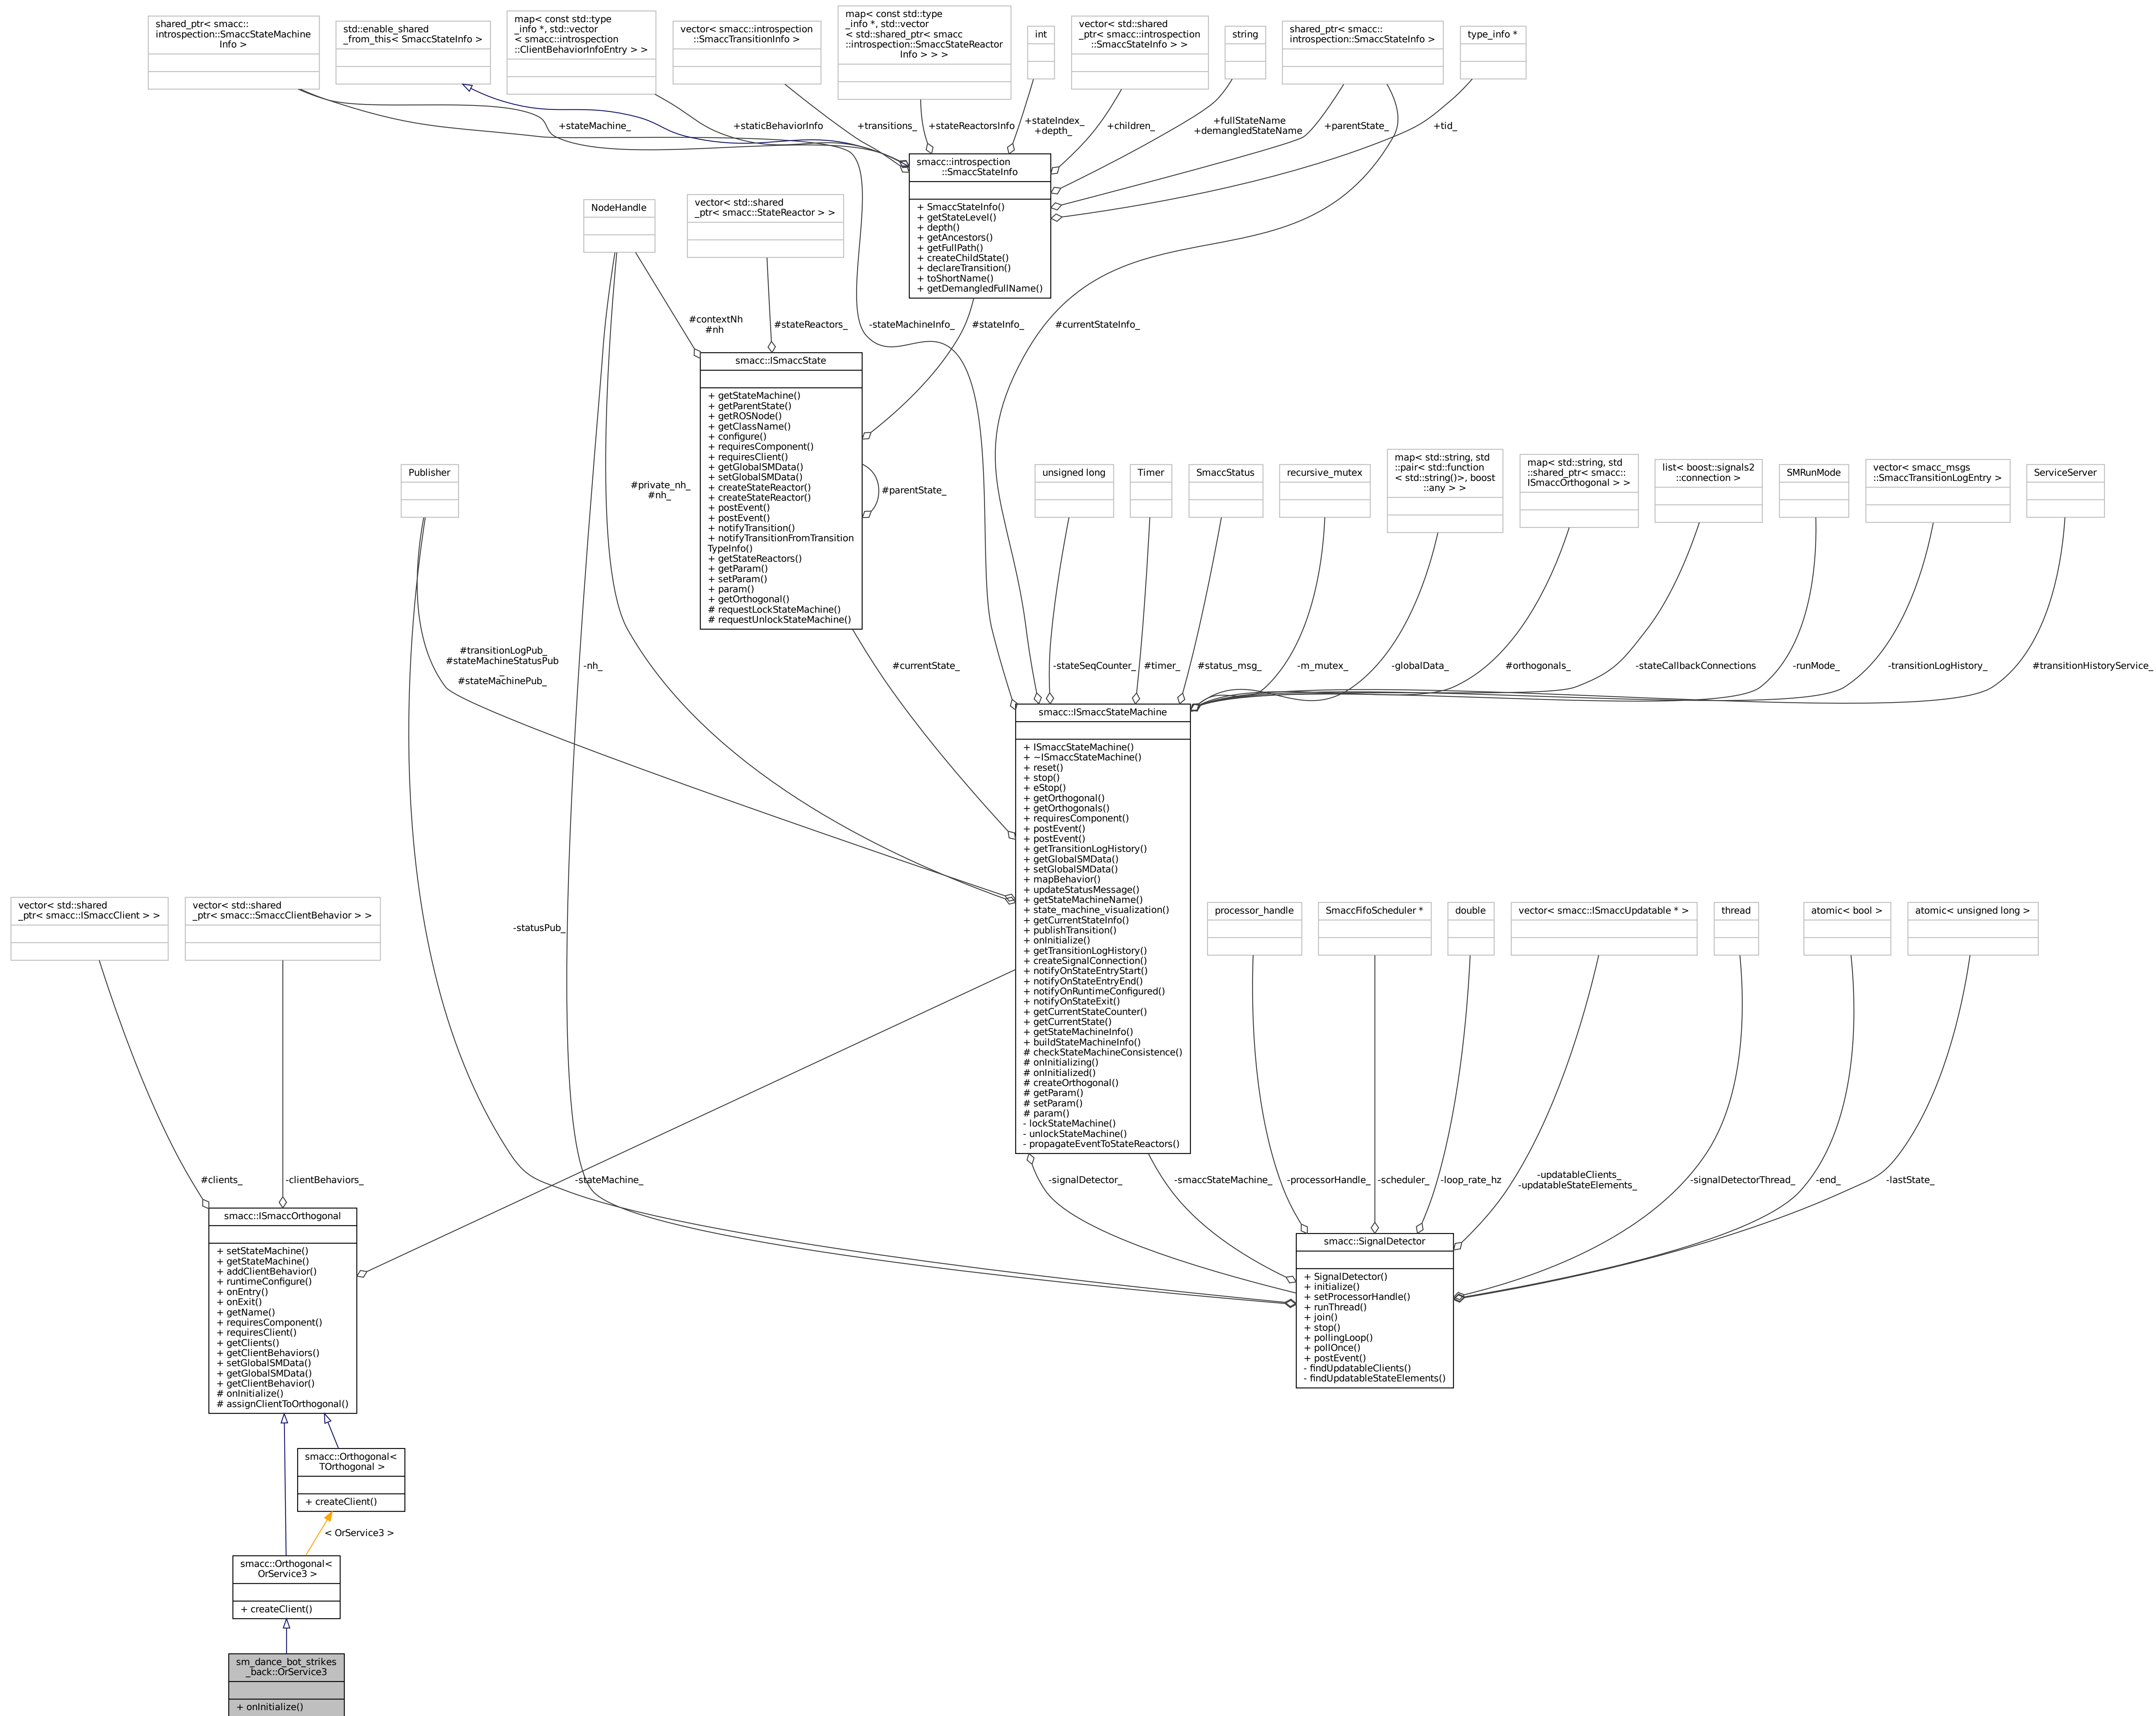 shared_ptr< smacc::
introspection::SmaccStateMachine
Info >
std::enable_shared
_from_this< SmaccStateInfo >
map< const std::type
_info *, std::vector
< smacc::introspection
::ClientBehaviorInfoEntry > >
vector< smacc::introspection
::SmaccTransitionInfo >
map< const std::type
_info *, std::vector
< std::shared_ptr< smacc
::introspection::SmaccStateReactor
Info > > >
int
vector< std::shared
_ptr< smacc::introspection
::SmaccStateInfo > >
string
shared_ptr< smacc::
introspection::SmaccStateInfo >
type_info *
+stateMachine_
+staticBehaviorInfo
+transitions_
+stateReactorsInfo
+stateIndex_
+depth_
+children_
+fullStateName
+demangledStateName
+parentState_
+tid_
smacc::introspection
::SmaccStateInfo
+ SmaccStateInfo()
+ getStateLevel()
+ depth()
+ getAncestors()
+ getFullPath()
+ createChildState()
+ declareTransition()
+ toShortName()
+ getDemangledFullName()
NodeHandle
vector< std::shared
_ptr< smacc::StateReactor > >
#contextNh
#nh
#stateReactors_
-stateMachineInfo_
#stateInfo_
#currentStateInfo_
smacc::ISmaccState
+ getStateMachine()
+ getParentState()
+ getROSNode()
+ getClassName()
+ configure()
+ requiresComponent()
+ requiresClient()
+ getGlobalSMData()
+ setGlobalSMData()
+ createStateReactor()
+ createStateReactor()
+ postEvent()
+ postEvent()
+ notifyTransition()
+ notifyTransitionFromTransition
TypeInfo()
+ getStateReactors()
+ getParam()
+ setParam()
+ param()
+ getOrthogonal()
# requestLockStateMachine()
# requestUnlockStateMachine()
#parentState_
Publisher
#private_nh_
#nh_
unsigned long
Timer
SmaccStatus
recursive_mutex
map< std::string, std
::pair< std::function
< std::string()>, boost
::any > >
map< std::string, std
::shared_ptr< smacc::
ISmaccOrthogonal > >
list< boost::signals2
::connection >
SMRunMode
vector< smacc_msgs
::SmaccTransitionLogEntry >
ServiceServer
#transitionLogPub_
#stateMachineStatusPub
_
#stateMachinePub_
-nh_
#currentState_
-stateSeqCounter_
#timer_
#status_msg_
-m_mutex_
-globalData_
#orthogonals_
-stateCallbackConnections
-runMode_
-transitionLogHistory_
#transitionHistoryService_
smacc::ISmaccStateMachine
+ ISmaccStateMachine()
+ ~ISmaccStateMachine()
+ reset()
+ stop()
+ eStop()
+ getOrthogonal()
+ getOrthogonals()
+ requiresComponent()
+ postEvent()
+ postEvent()
+ getTransitionLogHistory()
+ getGlobalSMData()
+ setGlobalSMData()
+ mapBehavior()
+ updateStatusMessage()
+ getStateMachineName()
+ state_machine_visualization()
+ getCurrentStateInfo()
+ publishTransition()
+ onInitialize()
+ getTransitionLogHistory()
+ createSignalConnection()
+ notifyOnStateEntryStart()
+ notifyOnStateEntryEnd()
+ notifyOnRuntimeConfigured()
+ notifyOnStateExit()
+ getCurrentStateCounter()
+ getCurrentState()
+ getStateMachineInfo()
+ buildStateMachineInfo()
# checkStateMachineConsistence()
# onInitializing()
# onInitialized()
# createOrthogonal()
# getParam()
# setParam()
# param()
- lockStateMachine()
- unlockStateMachine()
- propagateEventToStateReactors()
vector< std::shared
_ptr< smacc::ISmaccClient > >
vector< std::shared
_ptr< smacc::SmaccClientBehavior > >
-statusPub_
processor_handle
SmaccFifoScheduler *
double
vector< smacc::ISmaccUpdatable * >
thread
atomic< bool >
atomic< unsigned long >
#clients_
-clientBehaviors_
-stateMachine_
-signalDetector_
-smaccStateMachine_
-processorHandle_
-scheduler_
-loop_rate_hz
-updatableClients_
-updatableStateElements_
-signalDetectorThread_
-end_
-lastState_
smacc::ISmaccOrthogonal
+ setStateMachine()
+ getStateMachine()
+ addClientBehavior()
+ runtimeConfigure()
+ onEntry()
+ onExit()
+ getName()
+ requiresComponent()
+ requiresClient()
+ getClients()
+ getClientBehaviors()
+ setGlobalSMData()
+ getGlobalSMData()
+ getClientBehavior()
# onInitialize()
# assignClientToOrthogonal()
smacc::SignalDetector
+ SignalDetector()
+ initialize()
+ setProcessorHandle()
+ runThread()
+ join()
+ stop()
+ pollingLoop()
+ pollOnce()
+ postEvent()
- findUpdatableClients()
- findUpdatableStateElements()
smacc::Orthogonal<
TOrthogonal >
+ createClient()
< OrService3 >
smacc::Orthogonal<
OrService3 >
+ createClient()
sm_dance_bot_strikes
_back::OrService3
+ onInitialize()